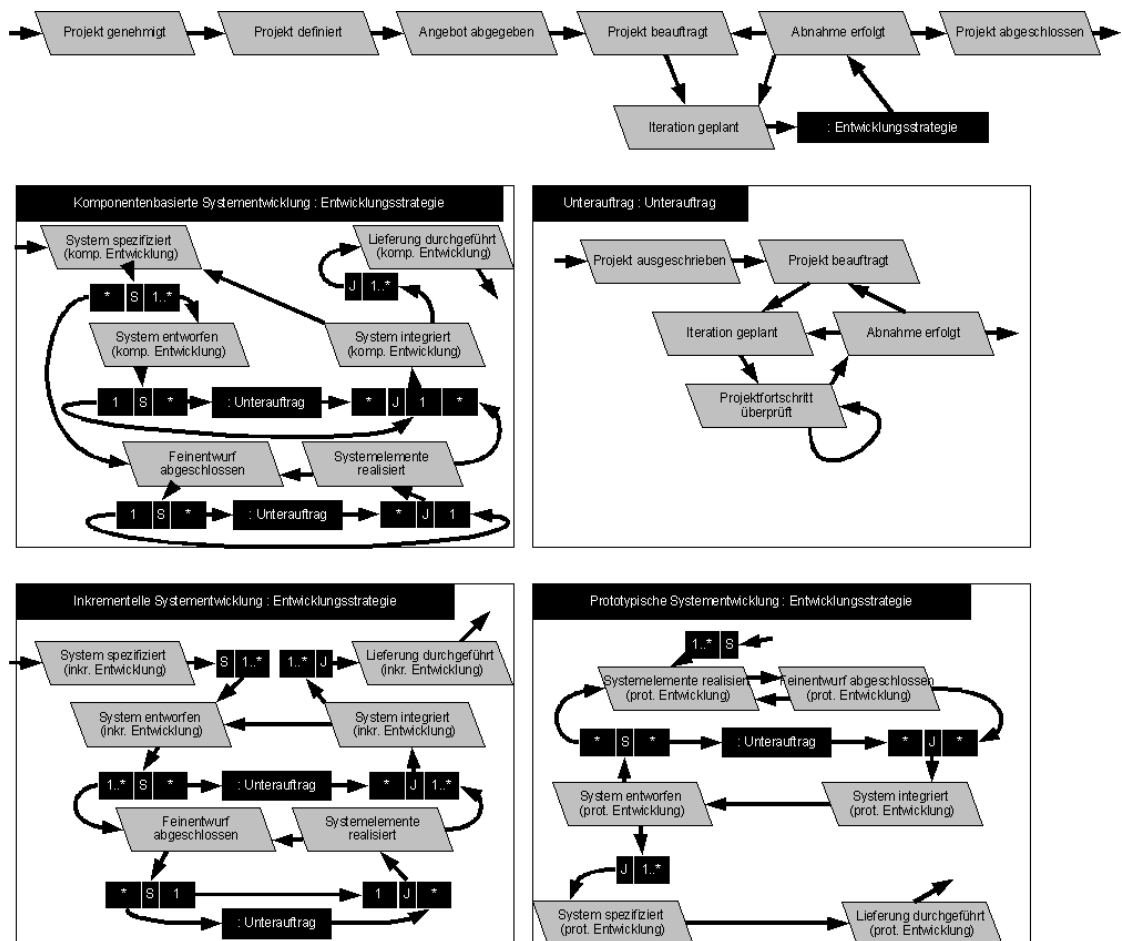 Projekt genehmigt
Projekt definiert
Angebot abgegeben
Projekt beauftragt
Abnahme erfolgt
Projekt abgeschlossen
Iteration geplant
: Entwicklungsstrategie
Komponentenbasierte Systementwicklung : Entwicklungsstrategie
System spezifiziert
(komp. Entwicklung)
Lieferung durchgeführt
(komp. Entwicklung)
* S 1..*
J 1..*
System entworfen
(komp. Entwicklung)
System integriert
(komp. Entwicklung)
1 S *
: Unterauftrag
* J 1 *
Feinentwurf
abgeschlossen
Systemelemente
realisiert
1 S *
: Unterauftrag
* J 1
Unterauftrag : Unterauftrag
Projekt ausgeschrieben
Projekt beauftragt
Iteration geplant
Abnahme erfolgt
Projektfortschritt
überprüft
Inkrementelle Systementwicklung : Entwicklungsstrategie
System spezifiziert
(inkr. Entwicklung)
S 1..*
1..* J
Lieferung durchgeführt
(inkr. Entwicklung)
System entworfen
(inkr. Entwicklung)
System integriert
(inkr. Entwicklung)
1..* S *
: Unterauftrag
* J 1..*
Feinentwurf
abgeschlossen
Systemelemente
realisiert
* S 1
1 J *
: Unterauftrag
Prototypische Systementwicklung : Entwicklungsstrategie
1..* S
Systemelemente realisiert
(prot. Entwicklung)
Feinentwurf abgeschlossen
(prot. Entwicklung)
* S *
: Unterauftrag
* J *
System entworfen
(prot. Entwicklung)
System integriert
(prot. Entwicklung)
J 1..*
System spezifiziert
(prot. Entwicklung)
Lieferung durchgeführt
(prot. Entwicklung)